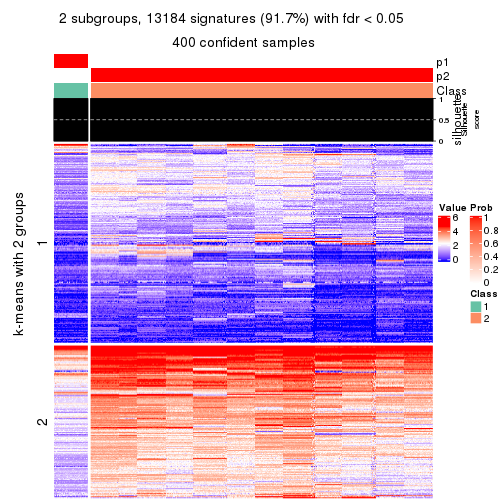 2 subgroups, 13184 signatures (91.7%) with fdr < 0.05
400 confident samples
p1
p2
Class
1
0.5
0
silhouette
Silhouette
score
k-means with 2 groups
1
2
Value
6
4
2
0
Prob
1
0.8
0.6
0.4
0.2
0
Class
1
2